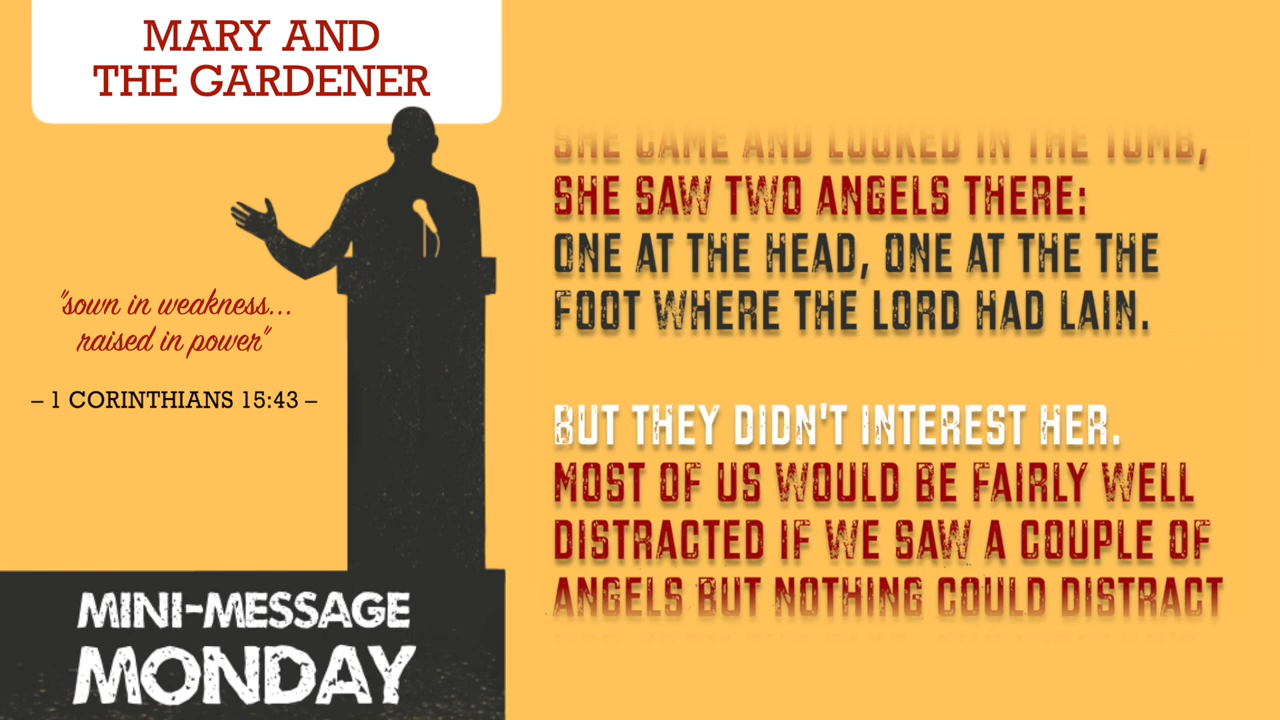 MARY AND
THE GARDENER
"sown in weakness...
raised in power"
– 1 CORINTHIANS 15:43 –
MINI-MESSAGE
MONDAY
SHE CAME AND LOOKED IN THE TOMB,
SHE SAW TWO ANGELS THERE:
ONE AT THE HEAD, ONE AT THE THE
FOOT WHERE THE LORD HAD LAIN.
BUT THEY DIDN'T INTEREST HER.
MOST OF US WOULD BE FAIRLY WELL
DISTRACTED IF WE SAW A COUPLE OF
ANGELS BUT NOTHING COULD DISTRACT